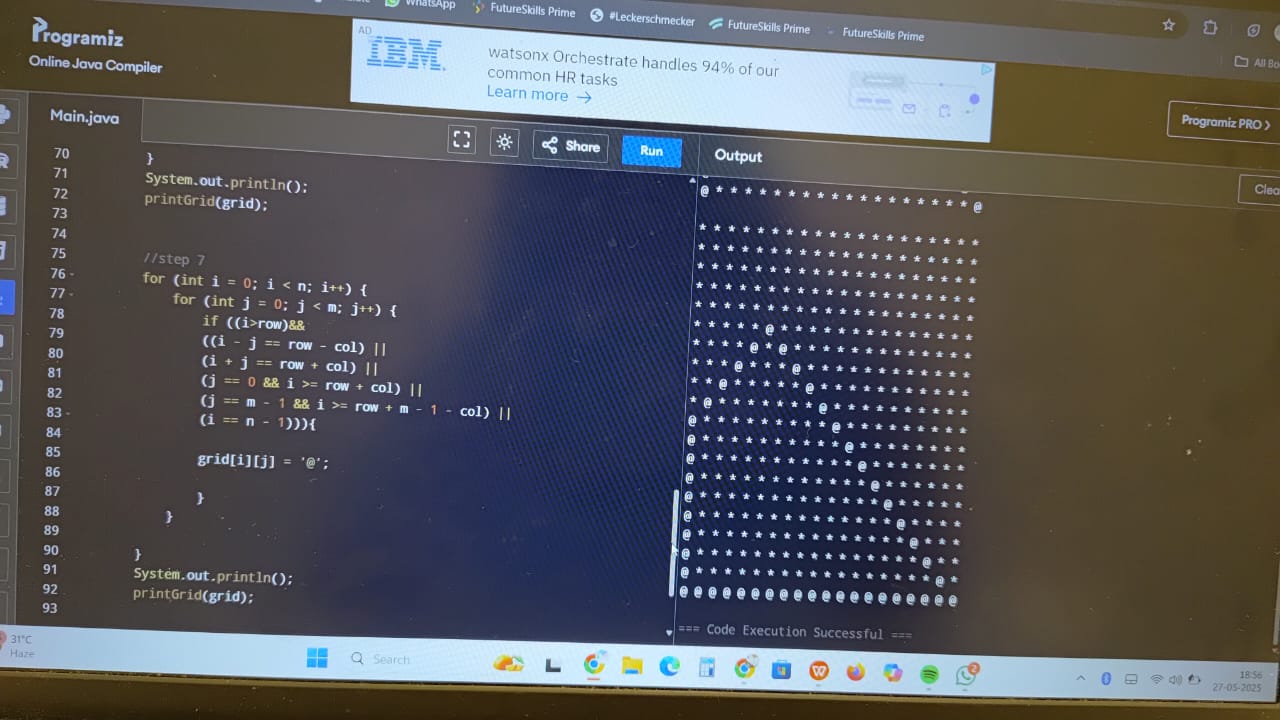 WhatsApp
FutureSkills Prime
#Leckerschmecker
FutureSkills Prime
FutureSkills Prime
All Bo
Programiz
Online Java Compiler
AD
IBM
watsonx Orchestrate handles 94% of our
common HR tasks
Learn more →
Programiz PRO >
Main.java
Share
Run
Output
Clea
70 }
71 System.out.println();
72 printGrid(grid);
73
74
75 //step 7
76 for (int i = 0; i < n; i++) {
77 for (int j = 0; j < m; j++) {
78 if ((i>row)&&
79 ((i - j == row - col) ||
80 (i + j == row + col) ||
81 (j == 0 && i >= row + col) ||
82 (j == m - 1 && i >= row + m - 1 - col) ||
83 (i == n - 1))){
84
85 grid[i][j] = '@';
86
87 }
88 }
89
90 }
91 System.out.println();
92 printGrid(grid);
93
@ * * * * * * * * * * * * * * * * * * @
* * * * * * * * * * * * * * * * * * * *
* * * * * * * * * * * * * * * * * * * *
* * * * * * * * * * * * * * * * * * * *
* * * * * * * * * * * * * * * * * * * *
* * * * * * * * * * * * * * * * * * * *
* * * * * @ * * * * * * * * * * * * * *
* * * * @ * @ * * * * * * * * * * * * *
* * * @ * * * @ * * * * * * * * * * * *
* * @ * * * * * @ * * * * * * * * * * *
* @ * * * * * * * @ * * * * * * * * * *
@ * * * * * * * * * @ * * * * * * * * *
@ * * * * * * * * * * @ * * * * * * * *
@ * * * * * * * * * * * @ * * * * * * *
@ * * * * * * * * * * * * @ * * * * * *
@ * * * * * * * * * * * * * @ * * * * *
@ * * * * * * * * * * * * * * @ * * * *
@ * * * * * * * * * * * * * * * @ * * *
@ * * * * * * * * * * * * * * * * @ * *
@ * * * * * * * * * * * * * * * * * @ *
@ @ @ @ @ @ @ @ @ @ @ @ @ @ @ @ @ @ @ @
=== Code Execution Successful ===
31°C
Haze
Search
2
18:56
27-05-2025